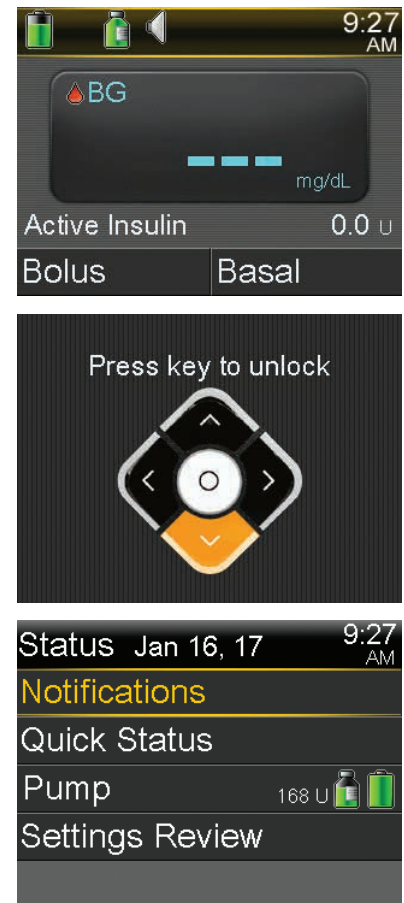 9:27
AM
BG
---
mg/dL
Active Insulin 0.0 U
Bolus Basal
Press key to unlock
Status Jan 16, 17 9:27
AM
Notifications
Quick Status
Pump 168 U
Settings Review